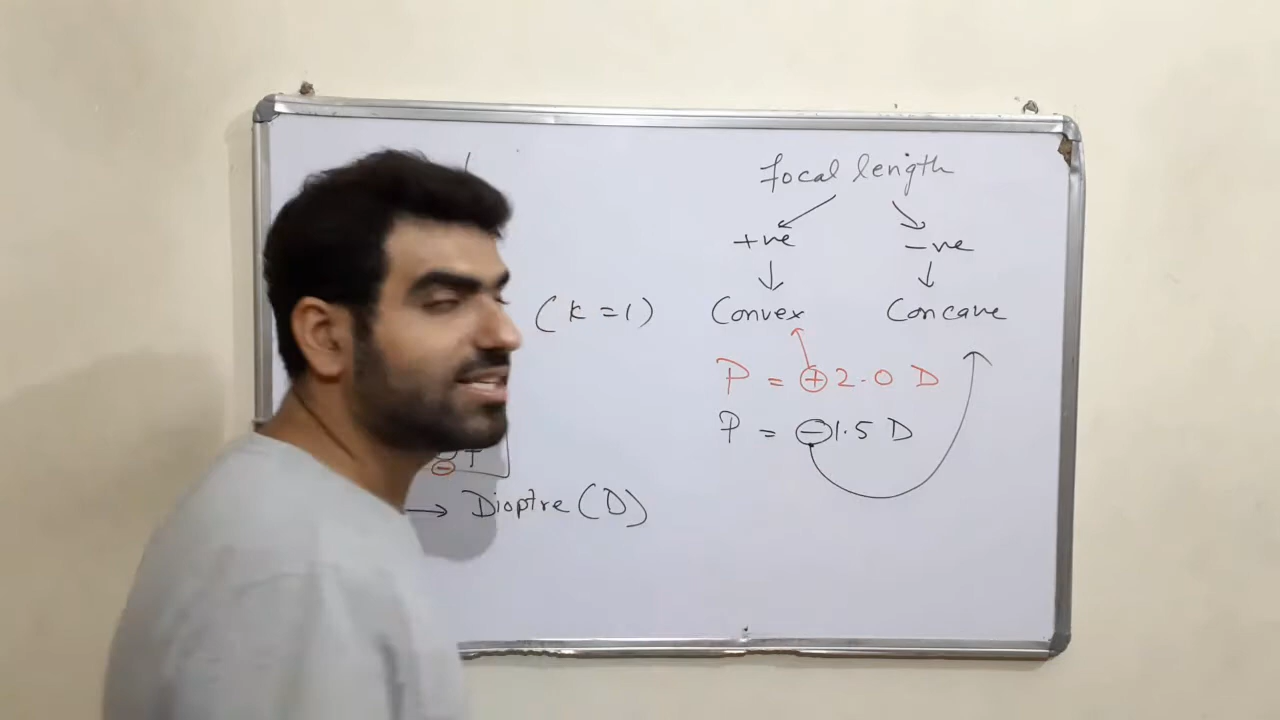 (K = 1)
f
→ Dioptre (D)
focal length
+ve -ve
Convex Concave
P = + 2.0 D
P = - 1.5 D